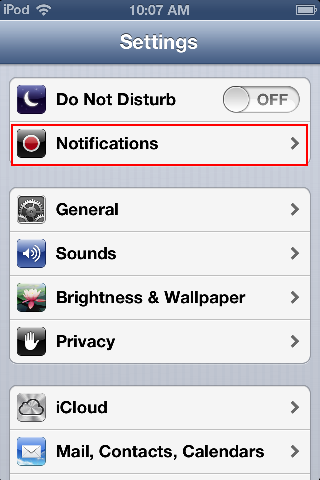 iPod 10:07 AM
Settings
Do Not Disturb OFF
Notifications
General
Sounds
Brightness & Wallpaper
Privacy
iCloud
Mail, Contacts, Calendars